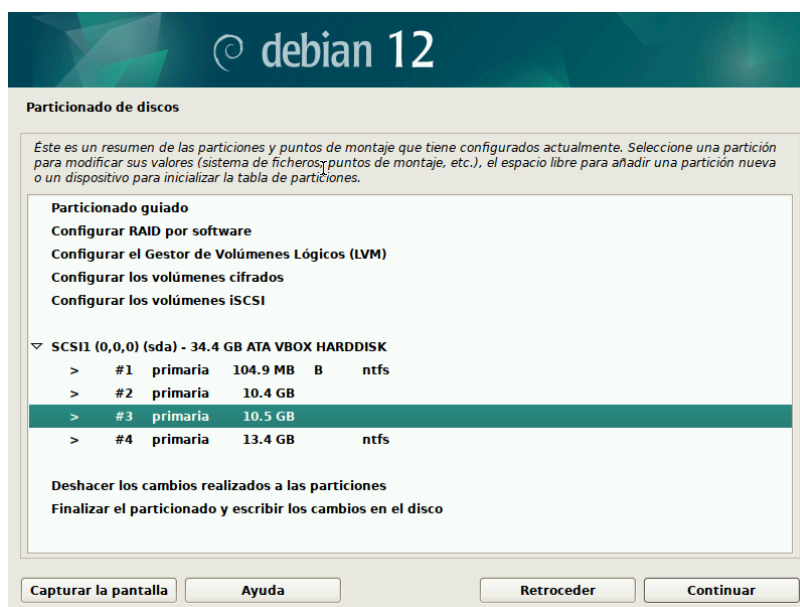 debian 12
Particionado de discos
Éste es un resumen de las particiones y puntos de montaje que tiene configurados actualmente. Seleccione una partición
para modificar sus valores (sistema de ficheros, puntos de montaje, etc.), el espacio libre para añadir una partición nueva
o un dispositivo para inicializar la tabla de particiones.
Particionado guiado
Configurar RAID por software
Configurar el Gestor de Volúmenes Lógicos (LVM)
Configurar los volúmenes cifrados
Configurar los volúmenes iSCSI
SCSI1 (0,0,0) (sda) - 34.4 GB ATA VBOX HARDDISK
> #1 primaria 104.9 MB B ntfs
> #2 primaria 10.4 GB
> #3 primaria 10.5 GB
> #4 primaria 13.4 GB ntfs
Deshacer los cambios realizados a las particiones
Finalizar el particionado y escribir los cambios en el disco
Capturar la pantalla Ayuda Retroceder Continuar